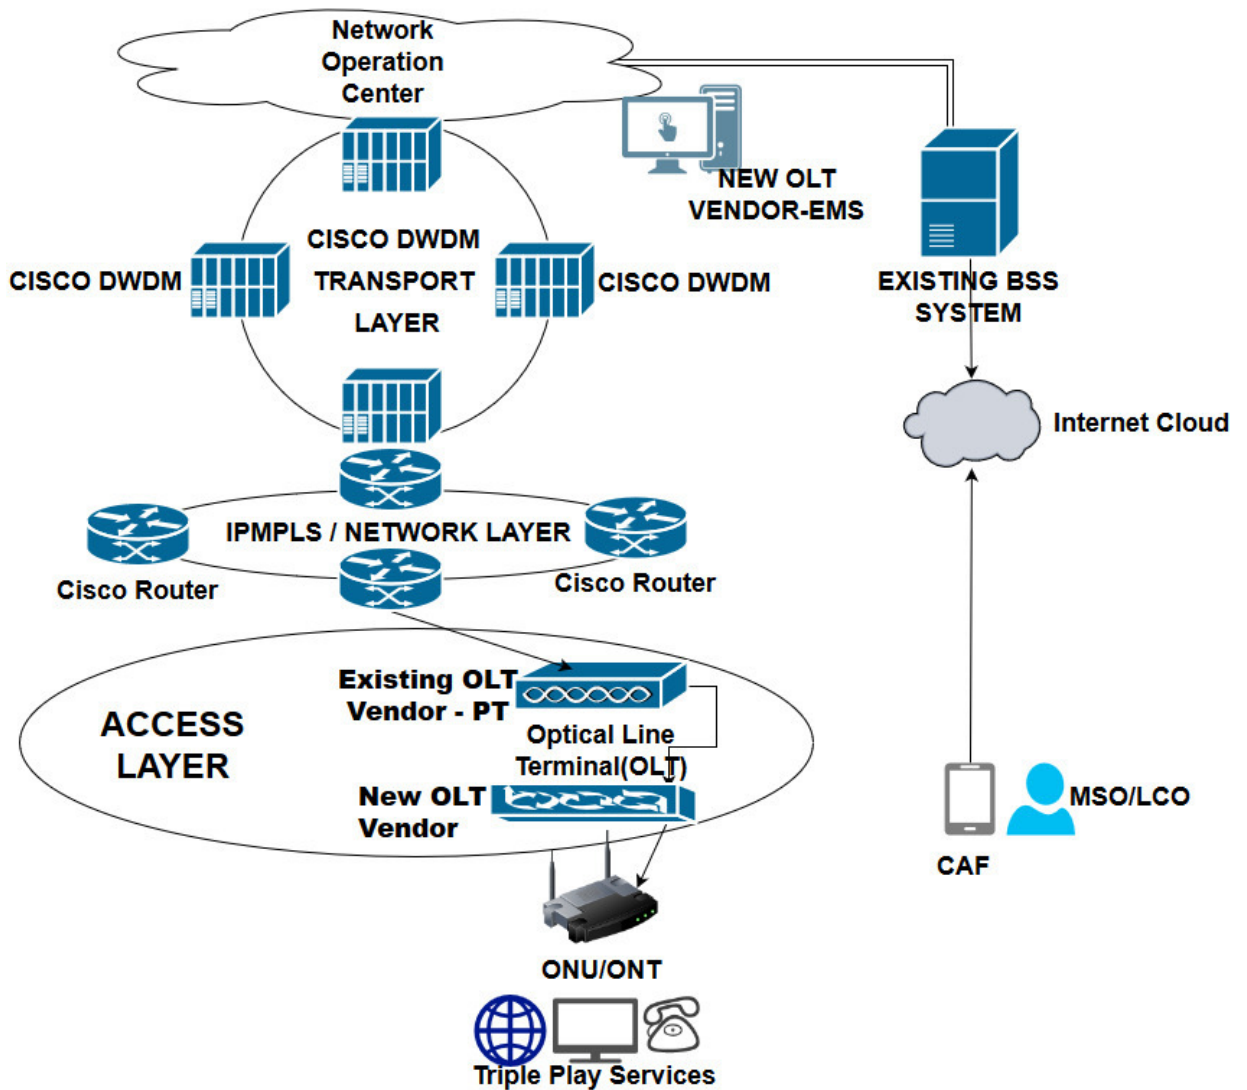 Network
Operation
Center
NEW OLT
VENDOR-EMS
CISCO DWDM
TRANSPORT
LAYER
CISCO DWDM
CISCO DWDM
EXISTING BSS
SYSTEM
Internet Cloud
IPMPLS / NETWORK LAYER
Cisco Router
Cisco Router
Existing OLT
Vendor - PT
ACCESS
LAYER
Optical Line
Terminal(OLT)
New OLT
Vendor
MSO/LCO
CAF
ONU/ONT
Triple Play Services